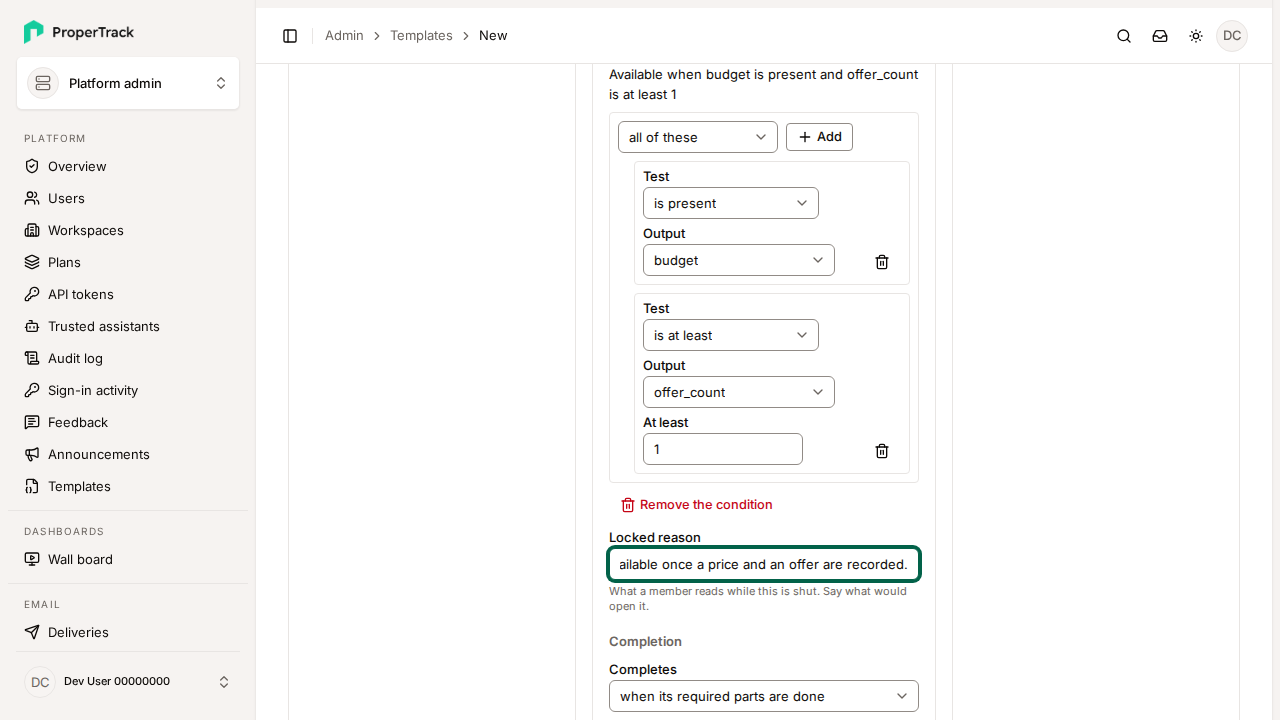 ProperTrack
Admin > Templates > New
DC
Platform admin
PLATFORM
Overview
Users
Workspaces
Plans
API tokens
Trusted assistants
Audit log
Sign-in activity
Feedback
Announcements
Templates
DASHBOARDS
Wall board
EMAIL
Deliveries
DC
Dev User 00000000
Available when budget is present and offer_count
is at least 1
all of these
Add
Test
is present
Output
budget
Test
is at least
Output
offer_count
At least
1
Remove the condition
Locked reason
ailable once a price and an offer are recorded.
What a member reads while this is shut. Say what would
open it.
Completion
Completes
when its required parts are done